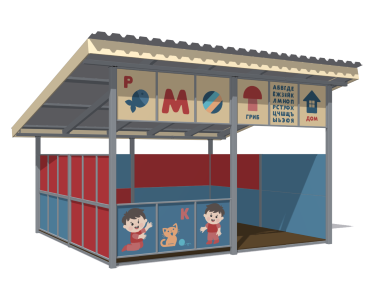 Р
М
ГРИБ
АБВГДЕ
ЁЖЗИЙК
ЛМНОП
РСТУФХ
ЦЧШЩЪ
ЫЬЭЮЯ
ДОМ
К